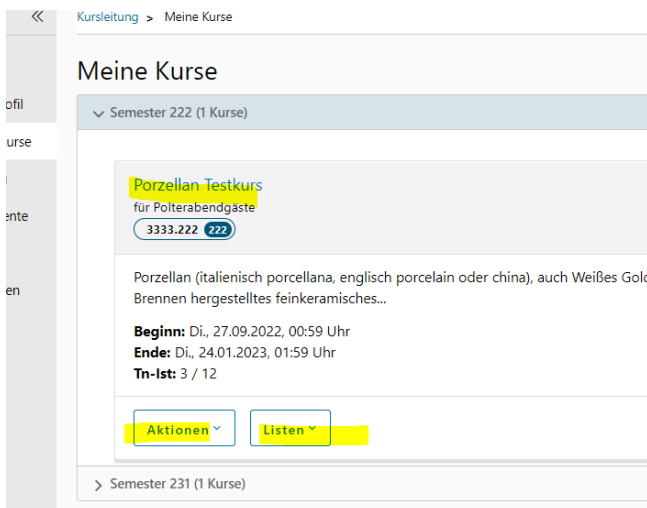 «
Kursleitung > Meine Kurse
Meine Kurse
ofil
Semester 222 (1 Kurse)
urse
Porzellan Testkurs
für Polterabendgäste
ente
3333.222 222
en
Porzellan (italienisch porcellana, englisch porcelain oder china), auch Weißes Gold
Brennen hergestelltes feinkeramisches...
Beginn: Di., 27.09.2022, 00:59 Uhr
Ende: Di., 24.01.2023, 01:59 Uhr
Tn-Ist: 3 / 12
Aktionen Listen
Semester 231 (1 Kurse)